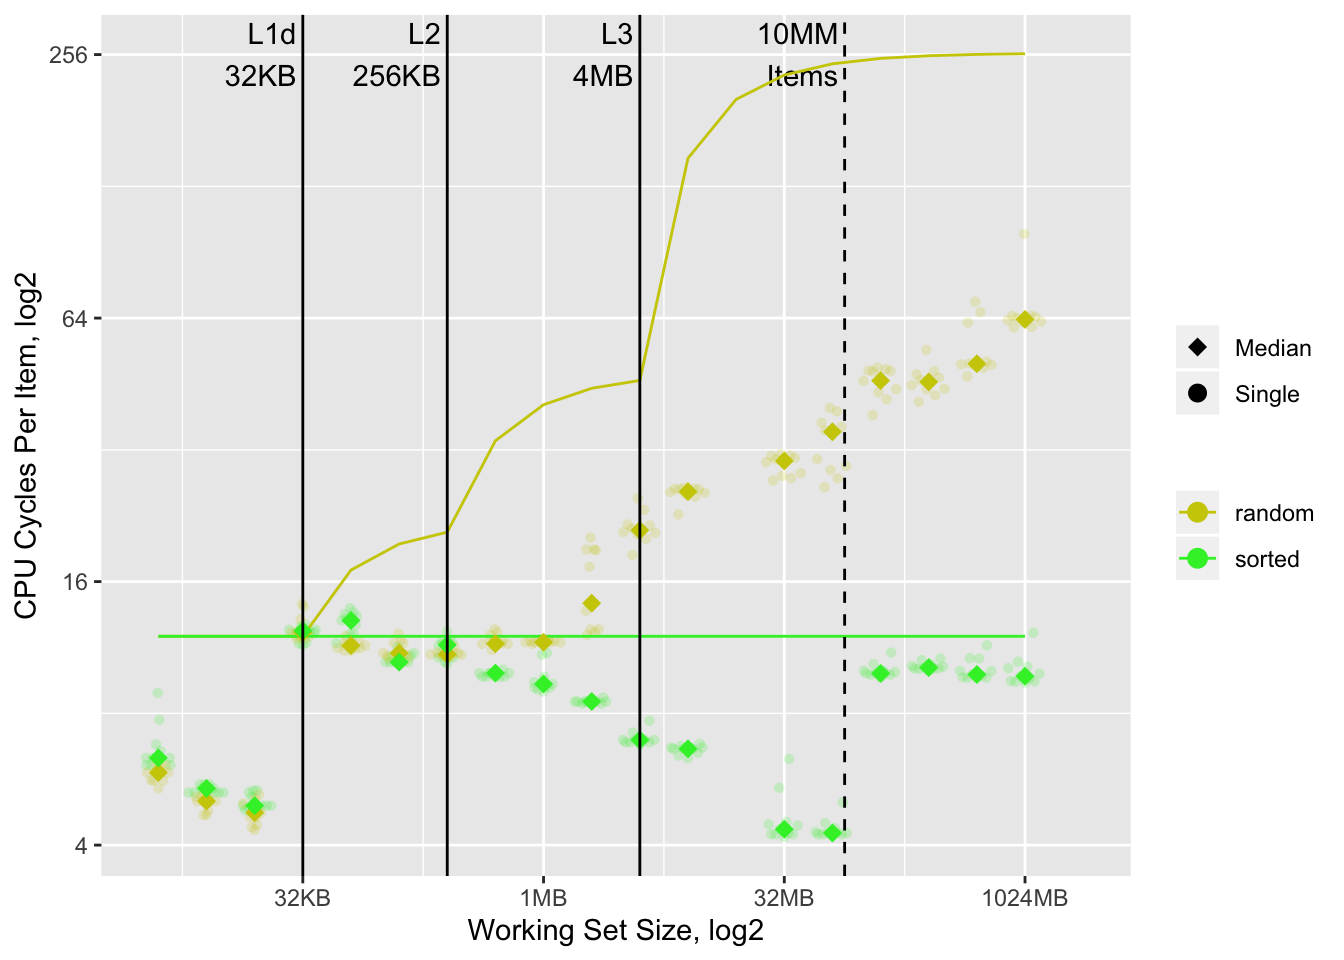 L1d
32KB
L2
256KB
L3
4MB
10MM
Items
256
64
16
4
CPU Cycles Per Item, log2
32KB
1MB
32MB
1024MB
Working Set Size, log2
Median
Single
random
sorted